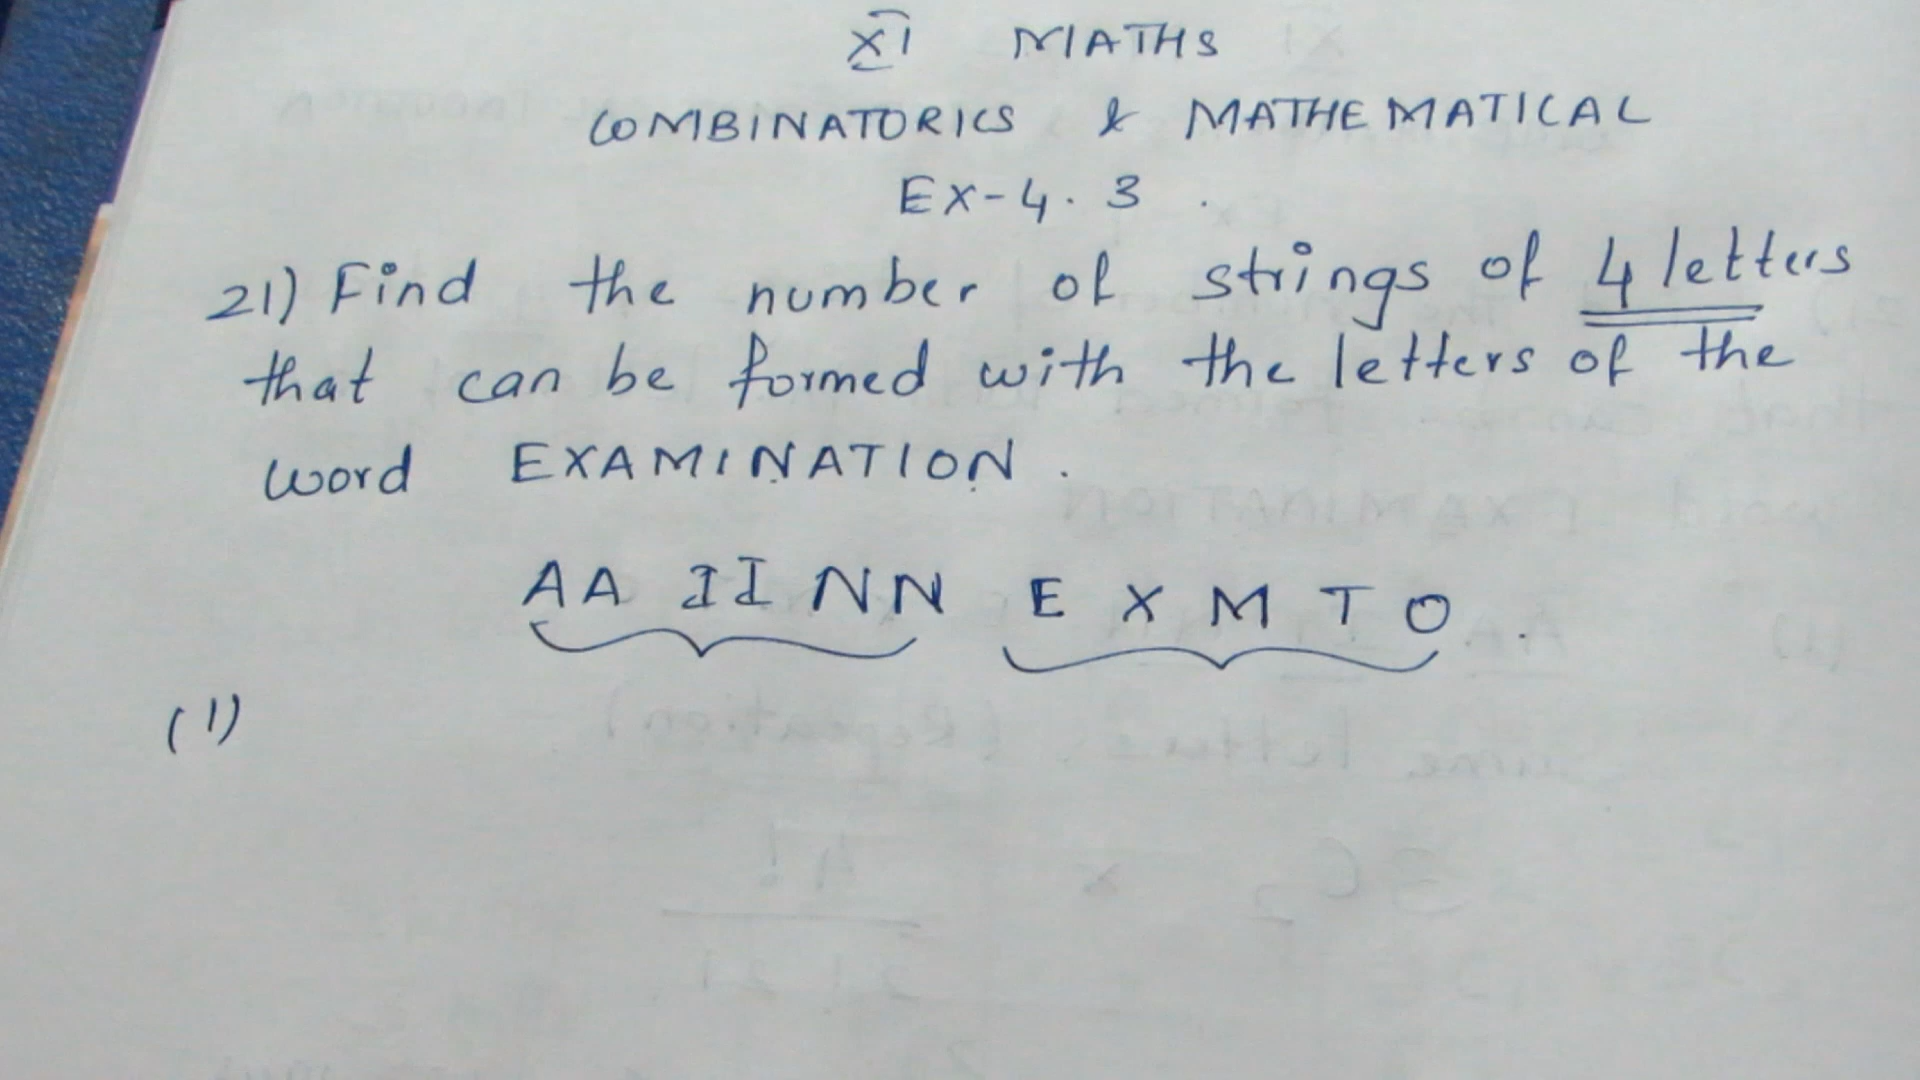 XI MATHS
COMBINATORICS & MATHEMATICAL
EX-4.3.
21) Find the number of strings of 4 letters
that can be formed with the letters of the
word EXAMINATION.
AA II NN E X M T O.
(1)